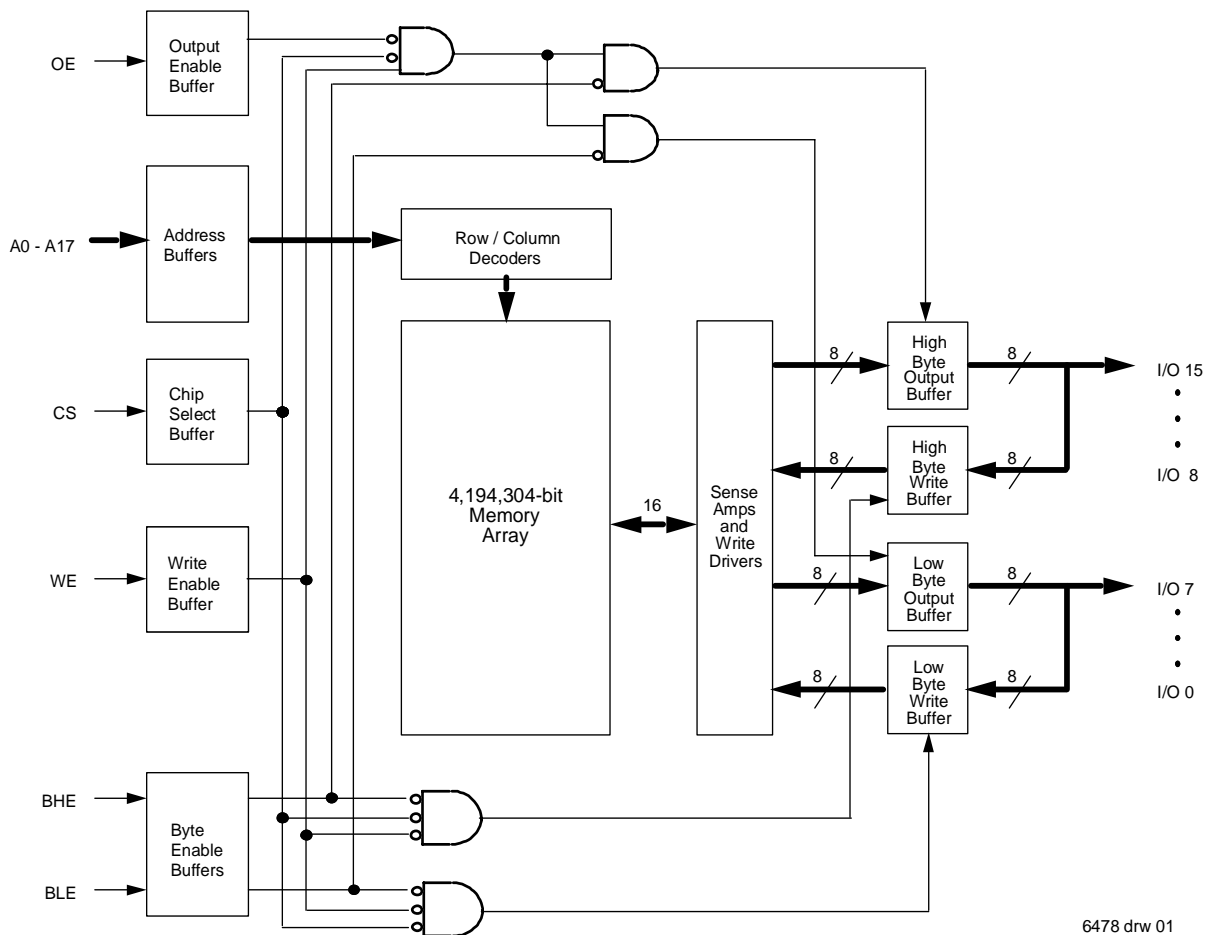 OE
Output
Enable
Buffer
A0 - A17
Address
Buffers
Row / Column
Decoders
CS
Chip
Select
Buffer
WE
Write
Enable
Buffer
4,194,304-bit
Memory
Array
16
Sense
Amps
and
Write
Drivers
8
High
Byte
Output
Buffer
8
I/O 15
8
High
Byte
Write
Buffer
8
I/O 8
8
Low
Byte
Output
Buffer
8
I/O 7
8
Low
Byte
Write
Buffer
8
I/O 0
BHE
Byte
Enable
Buffers
BLE
6478 drw 01